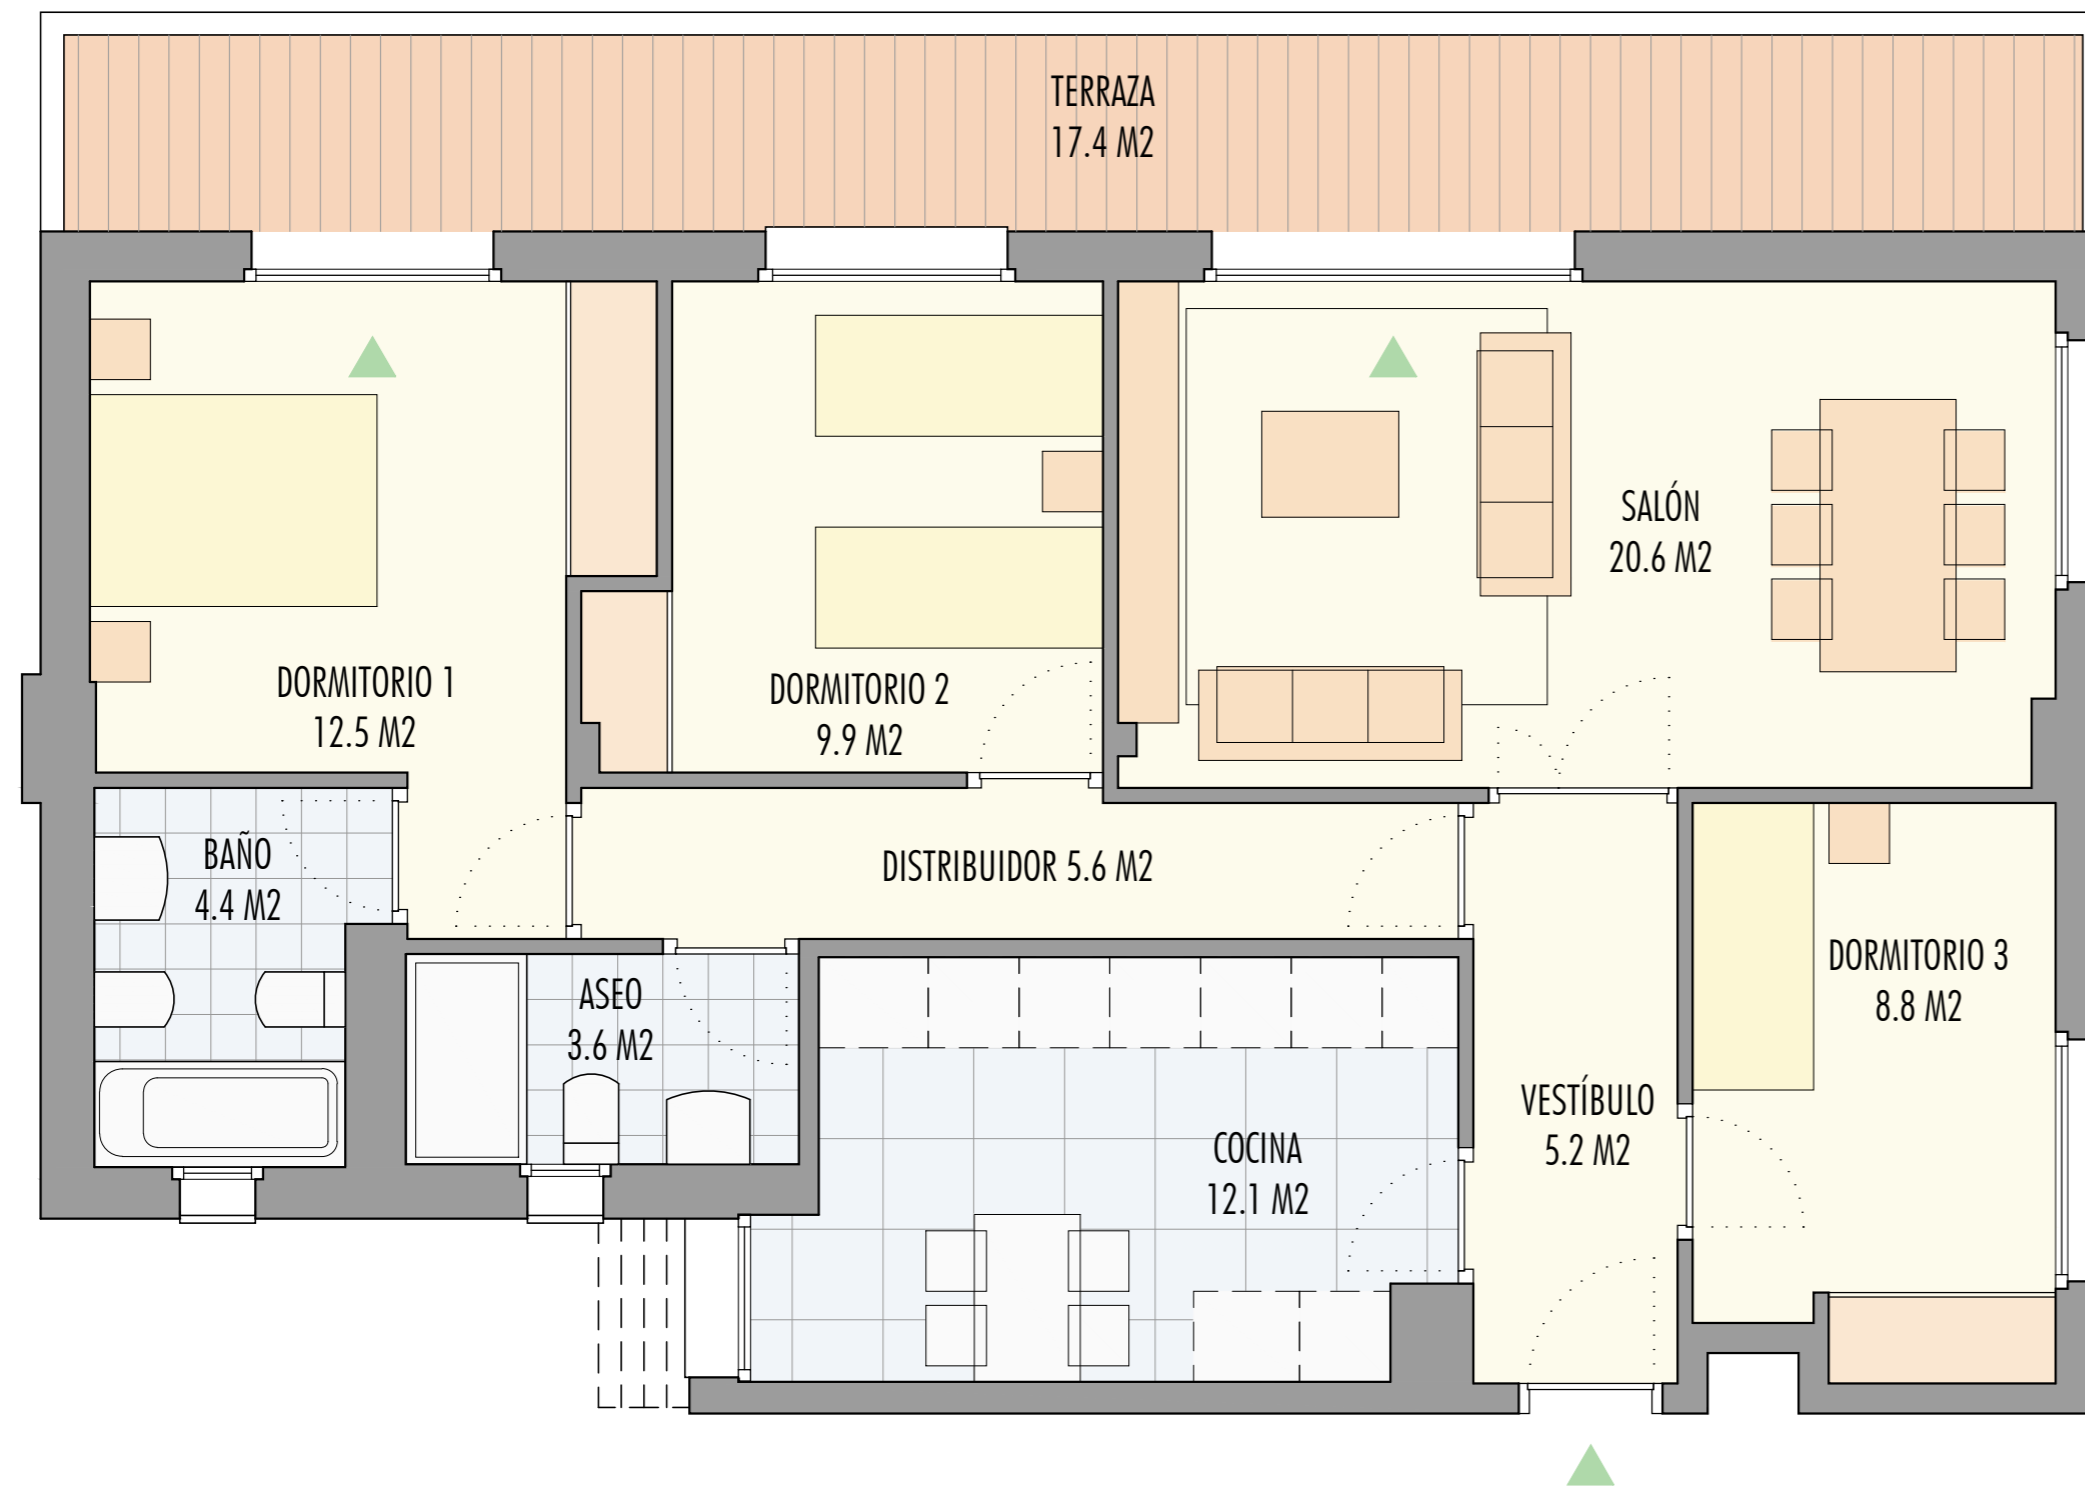 TERRAZA
17.4 M2
SALÓN
20.6 M2
DORMITORIO 1
12.5 M2
DORMITORIO 2
9.9 M2
BAÑO
4.4 M2
DISTRIBUIDOR 5.6 M2
DORMITORIO 3
8.8 M2
ASEO
3.6 M2
VESTÍBULO
5.2 M2
COCINA
12.1 M2